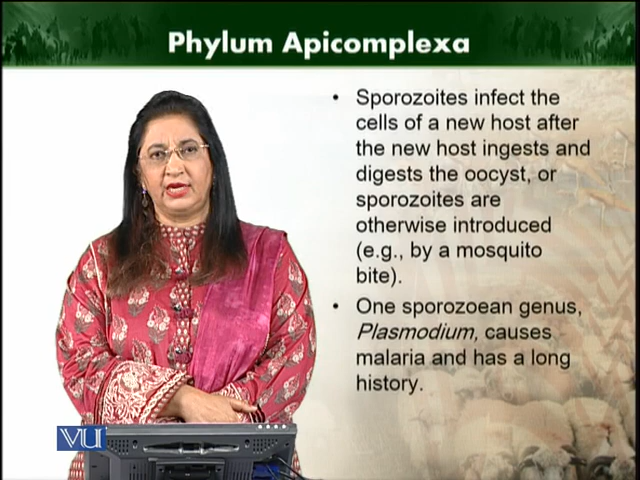 Phylum Apicomplexa
• Sporozoites infect the
cells of a new host after
the new host ingests and
digests the oocyst, or
sporozoites are
otherwise introduced
(e.g., by a mosquito
bite).
• One sporozoean genus,
Plasmodium, causes
malaria and has a long
history.
VU